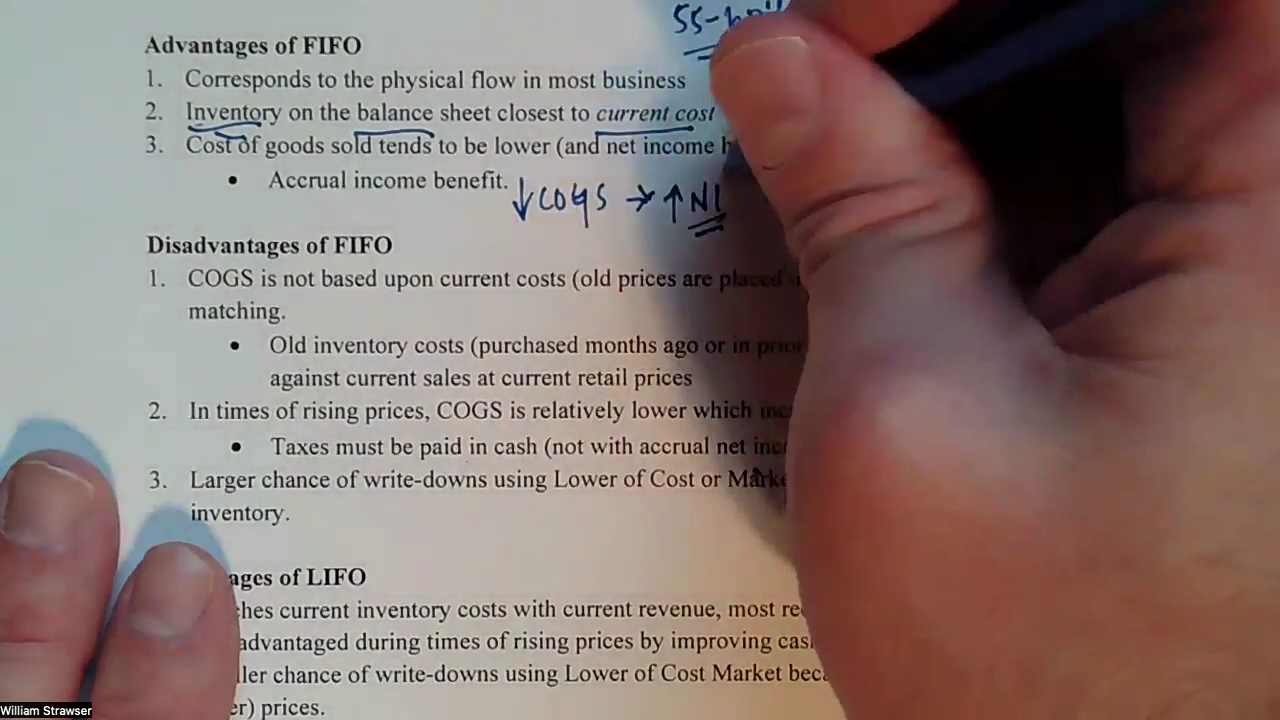 55-
Advantages of FIFO
1. Corresponds to the physical flow in most business
2. Inventory on the balance sheet closest to current cost
3. Cost of goods sold tends to be lower (and net income
• Accrual income benefit.
↓ COGS → ↑ NI
Disadvantages of FIFO
1. COGS is not based upon current costs (old prices are placed
matching.
• Old inventory costs (purchased months ago or in
against current sales at current retail prices
2. In times of rising prices, COGS is relatively lower which
• Taxes must be paid in cash (not with accrual net
3. Larger chance of write-downs using Lower of Cost or
inventory.
ages of LIFO
hes current inventory costs with current revenue, most
advantaged during times of rising prices by improving
ller chance of write-downs using Lower of Cost Market
er) prices.
William Strawser